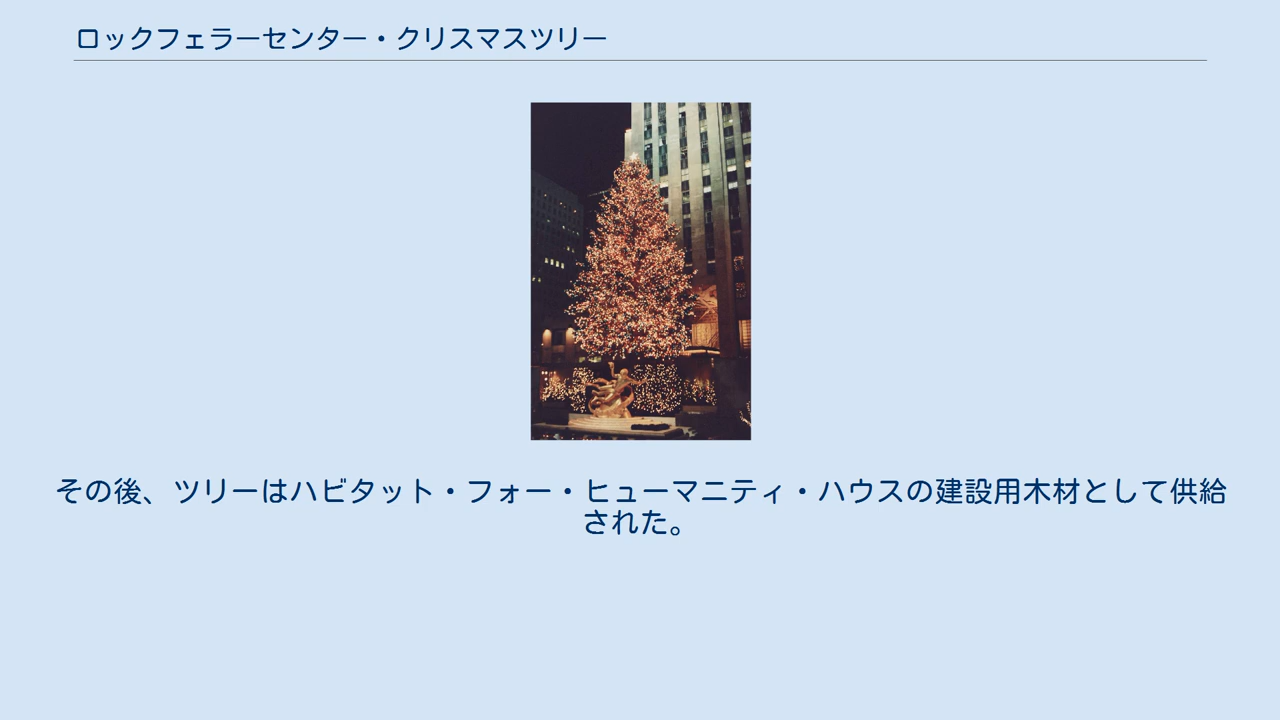 ロックフェラーセンター・クリスマスツリー
その後、ツリーはハビタット・フォー・ヒューマニティ・ハウスの建設用木材として供給
された。